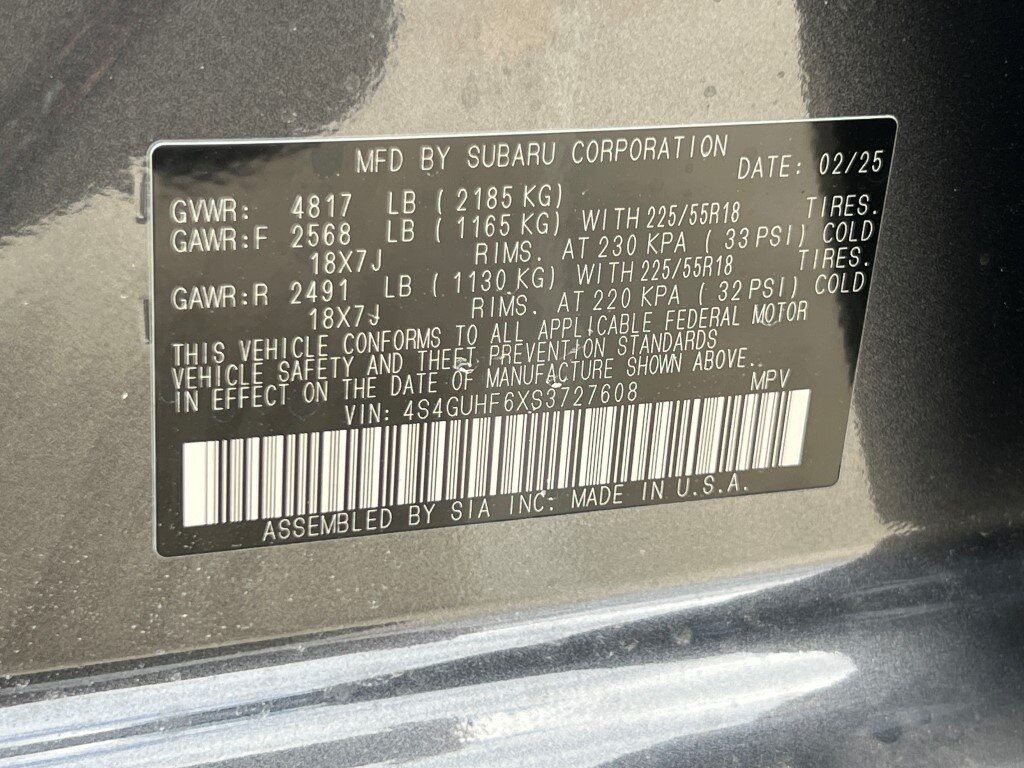 MFD BY SUBARU CORPORATION DATE: 02/25
GVWR: 4817 LB ( 2185 KG)
GAWR:F 2568 LB ( 1165 KG) WITH 225/55R18 TIRES.
18X7J RIMS. AT 230 KPA ( 33 PSI) COLD
GAWR:R 2491 LB ( 1130 KG) WITH 225/55R18 TIRES.
18X7J RIMS. AT 220 KPA ( 32 PSI) COLD
THIS VEHICLE CONFORMS TO ALL APPLICABLE FEDERAL MOTOR
VEHICLE SAFETY AND THEFT PREVENTION STANDARDS
IN EFFECT ON THE DATE OF MANUFACTURE SHOWN ABOVE..
VIN: 4S4GUHF6XS3727608 MPV
ASSEMBLED BY SIA INC: MADE IN U.S.A.